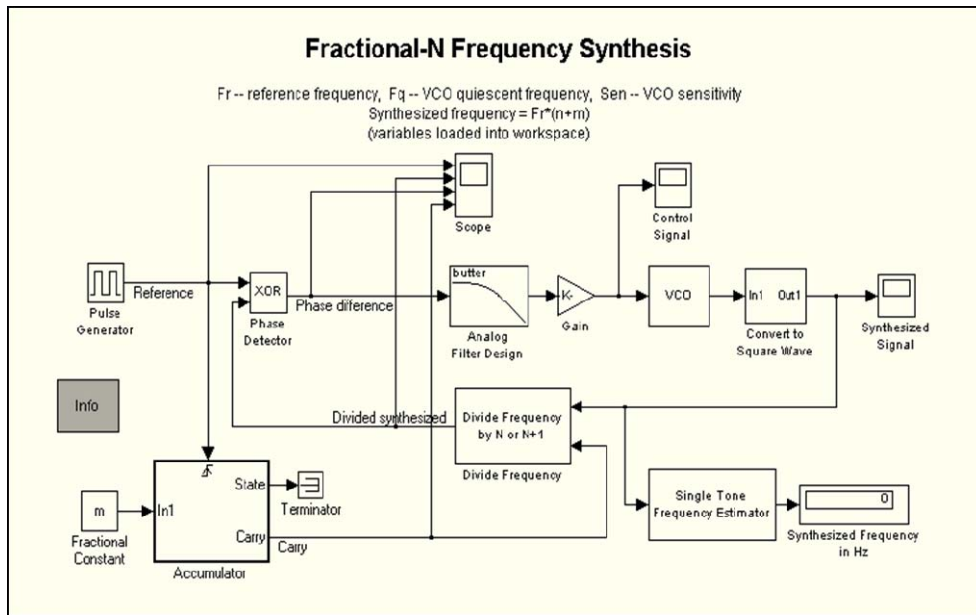 Fractional-N Frequency Synthesis
Fr -- reference frequency, Fq -- VCO quiescent frequency, Sen -- VCO sensitivity
Synthesized frequency = Fr*(n+m)
(variables loaded into workspace)
Scope
Control
Signal
Pulse
Generator
Reference
XOR
Phase
Detector
Phase difference
butter
Analog
Filter Design
K-
Gain
VCO
In1 Out1
Convert to
Square Wave
Synthesized
Signal
Info
Divided synthesized
Divide Frequency
by N or N+1
Divide Frequency
m
Fractional
Constant
In1
State
Carry
Accumulator
Terminator
Carry
Single Tone
Frequency Estimator
0
Synthesized Frequency
in Hz